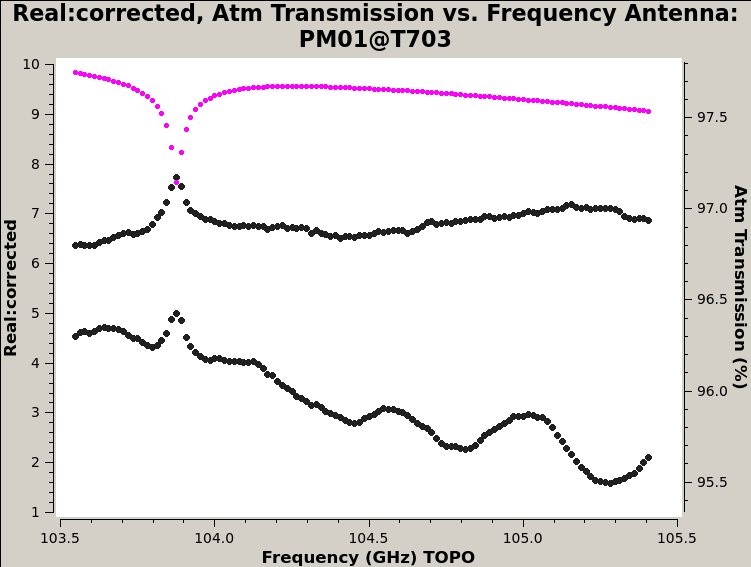 Real:corrected, Atm Transmission vs. Frequency Antenna:
PM01@T703
10
9
8
7
6
5
4
3
2
1
Real:corrected
97.5
97.0
96.5
96.0
95.5
Atm Transmission (%)
103.5 104.0 104.5 105.0 105.5
Frequency (GHz) TOPO